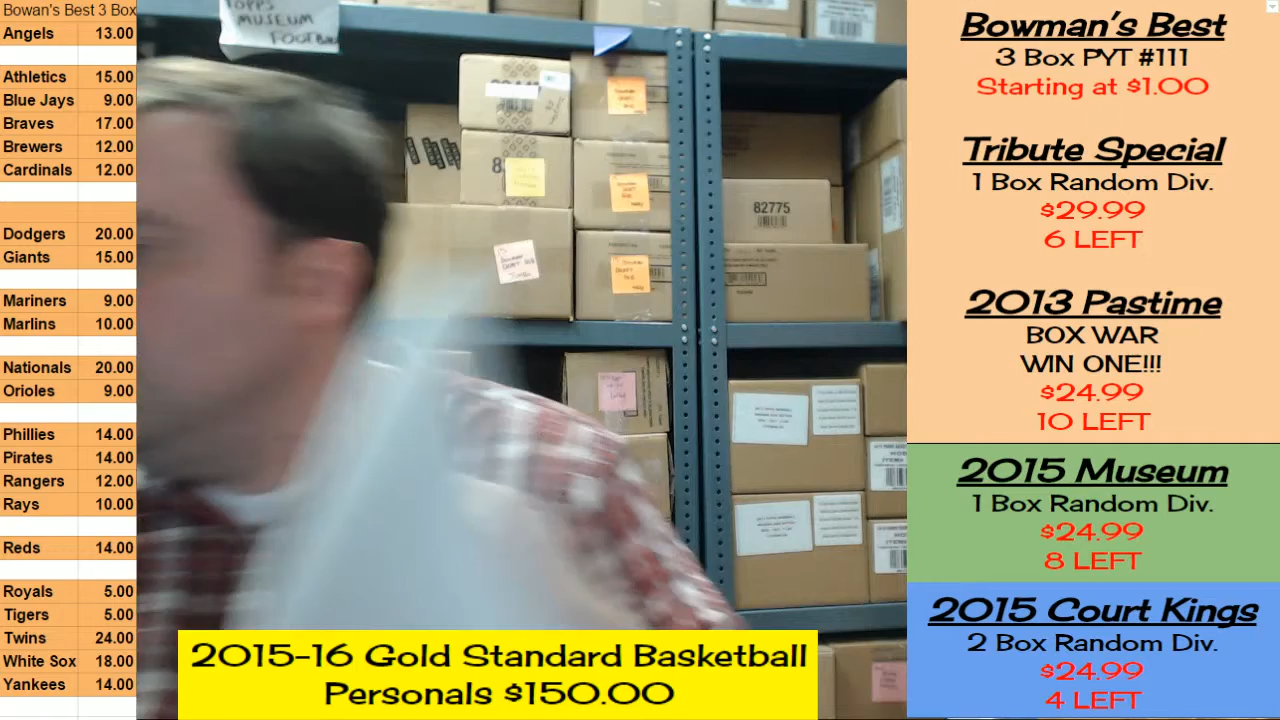 Bowan's Best 3 Box
Angels 13.00
Athletics 15.00
Blue Jays 9.00
Braves 17.00
Brewers 12.00
Cardinals 12.00
Dodgers 20.00
Giants 15.00
Mariners 9.00
Marlins 10.00
Nationals 20.00
Orioles 9.00
Phillies 14.00
Pirates 14.00
Rangers 12.00
Rays 10.00
Reds 14.00
Royals 5.00
Tigers 5.00
Twins 24.00
White Sox 18.00
Yankees 14.00
TOPPS
MUSEUM
FOOTBALL
82775
2015-16 Gold Standard Basketball
Personals $150.00
Bowman's Best
3 Box PYT #111
Starting at $1.00
Tribute Special
1 Box Random Div.
$29.99
6 LEFT
2013 Pastime
BOX WAR
WIN ONE!!!
$24.99
10 LEFT
2015 Museum
1 Box Random Div.
$24.99
8 LEFT
2015 Court Kings
2 Box Random Div.
$24.99
4 LEFT